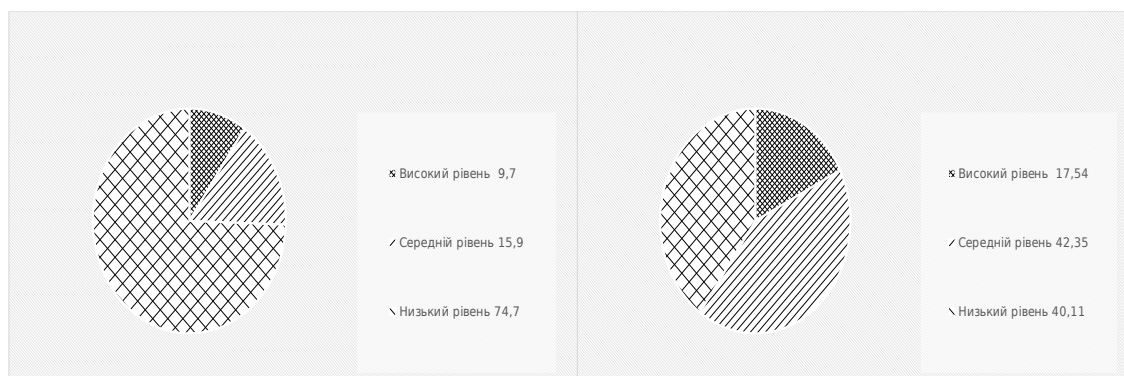 Високий рівень 9,7
Середній рівень 15,9
Низький рівень 74,7
Високий рівень 17,54
Середній рівень 42,35
Низький рівень 40,11